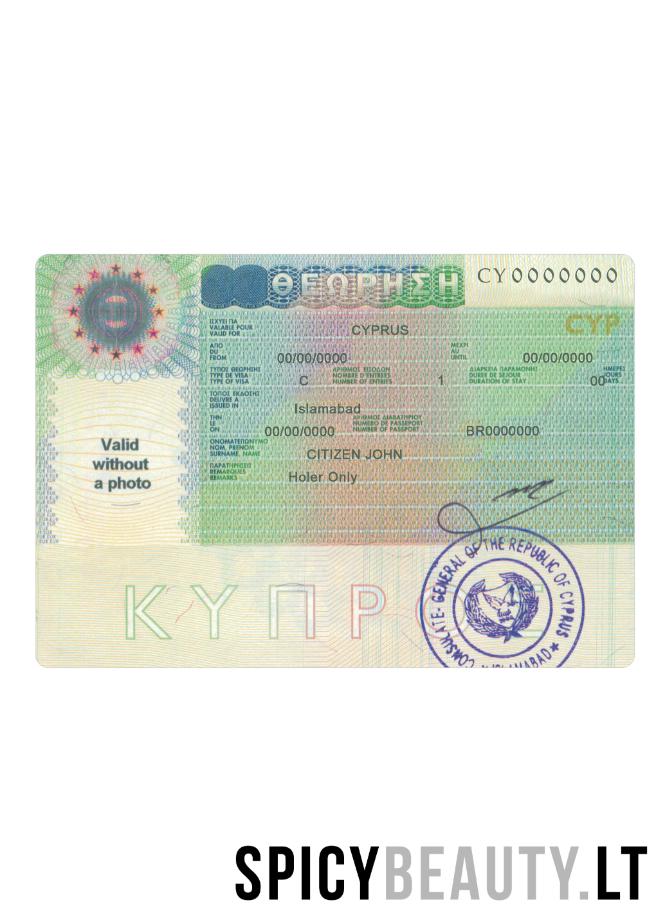 ΘΕΩΡΗΣΗ CY0000000
ΙΣΧΥΕΙ ΓΙΑ
VALABLE POUR
VALID FOR ..... CYPRUS
CYP
ΑΠΟ
DU
FROM 00/00/0000
ΜΕΧΡΙ
AU
UNTIL 00/00/0000
ΤΥΠΟΣ ΘΕΩΡΗΣΗΣ
TYPE DE VISA
TYPE OF VISA C
ΑΡΙΘΜΟΣ ΕΙΣΟΔΩΝ
NOMBRE D'ENTREES
NUMBER OF ENTRIES 1
ΔΙΑΡΚΕΙΑ ΠΑΡΑΜΟΝΗΣ
DUREE DE SEJOUR
DURATION OF STAY 00
ΗΜΕΡΕΣ
JOURS
DAYS
ΤΟΠΟΣ ΕΚΔΟΣΗΣ
DELIVRE A
ISSUED IN Islamabad
ΤΗΝ
LE
ON 00/00/0000
ΑΡΙΘΜΟΣ ΔΙΑΒΑΤΗΡΙΟΥ
NUMERO DE PASSEPORT
NUMBER OF PASSPORT BR0000000
ΟΝΟΜΑΤΕΠΩΝΥΜΟ
NOM, PRENOM
SURNAME, NAME CITIZEN JOHN
ΠΑΡΑΤΗΡΗΣΕΙΣ
REMARQUES
REMARKS Holer Only
Valid
without
a photo
ΚΥΠΡ
CONSULATE-GENERAL OF THE REPUBLIC OF CYPRUS ★ ISLAMABAD ★
SPICYBEAUTY.LT